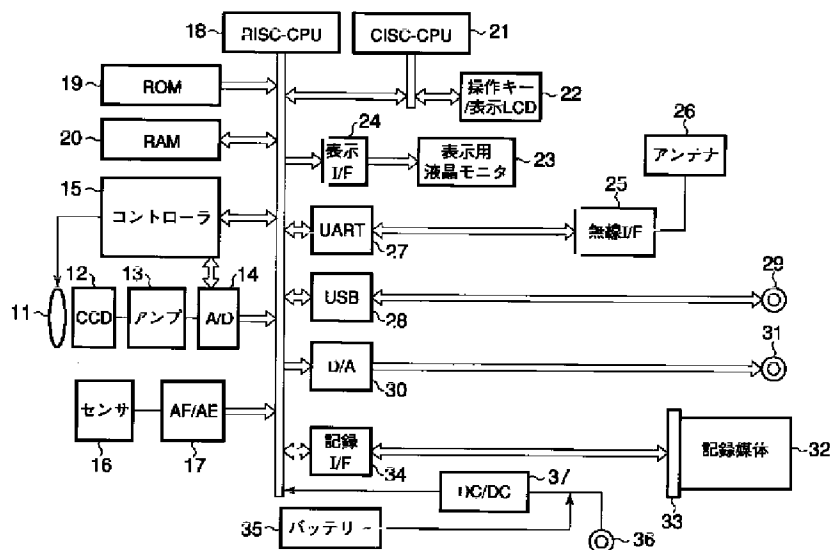 18
RISC-CPU
CISC-CPU
21
19
ROM
操作キー
/表示LCD
22
20
RAM
24
表示
I/F
表示用
液晶モニタ
23
26
アンテナ
15
コントローラ
UART
27
25
無線I/F
12
13
14
11
CCD
アンプ
A/D
USB
28
29
D/A
30
31
センサ
16
AF/AE
17
記録
I/F
34
記録媒体
32
33
37
DC/DC
35
バッテリー
36